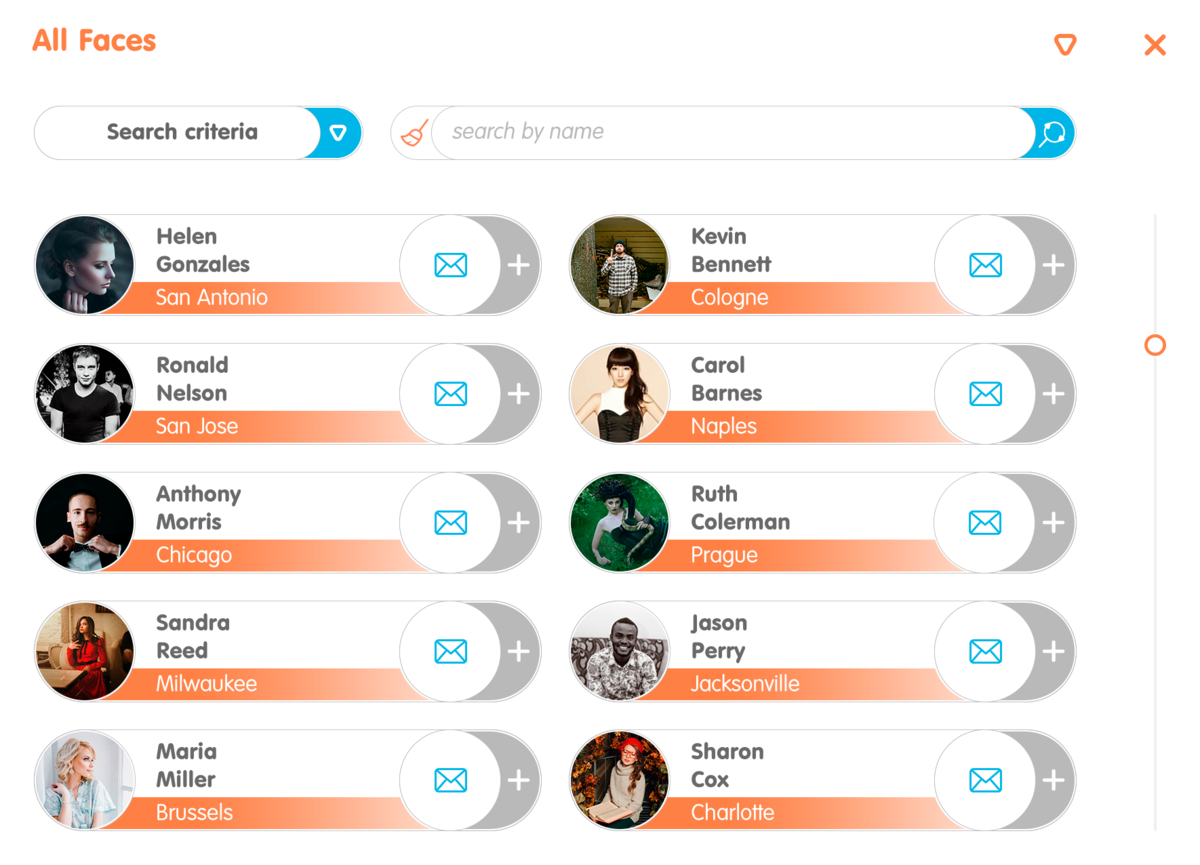 All Faces
Search criteria
search by name
Helen
Gonzales
San Antonio
Kevin
Bennett
Cologne
Ronald
Nelson
San Jose
Carol
Barnes
Naples
Anthony
Morris
Chicago
Ruth
Colerman
Prague
Sandra
Reed
Milwaukee
Jason
Perry
Jacksonville
Maria
Miller
Brussels
Sharon
Cox
Charlotte